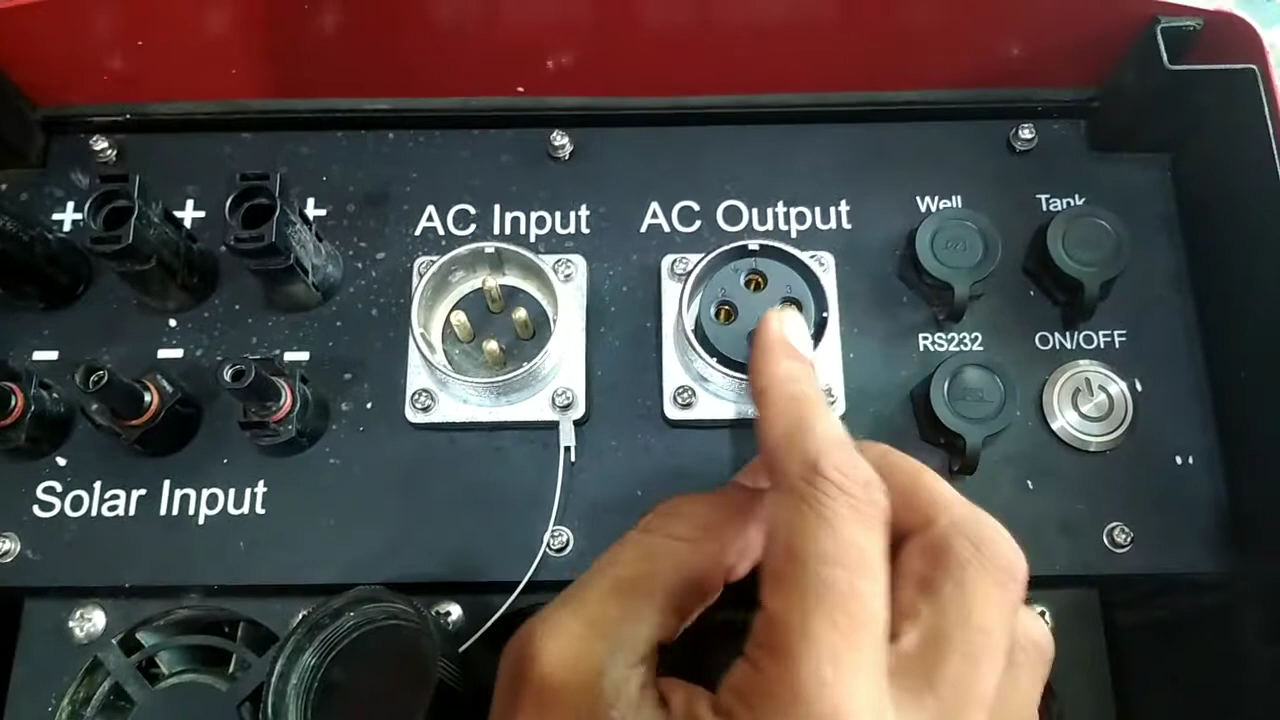 + + +
AC Input
AC Output
Well
Tank
RS232
ON/OFF
- - -
Solar Input
1
2
3